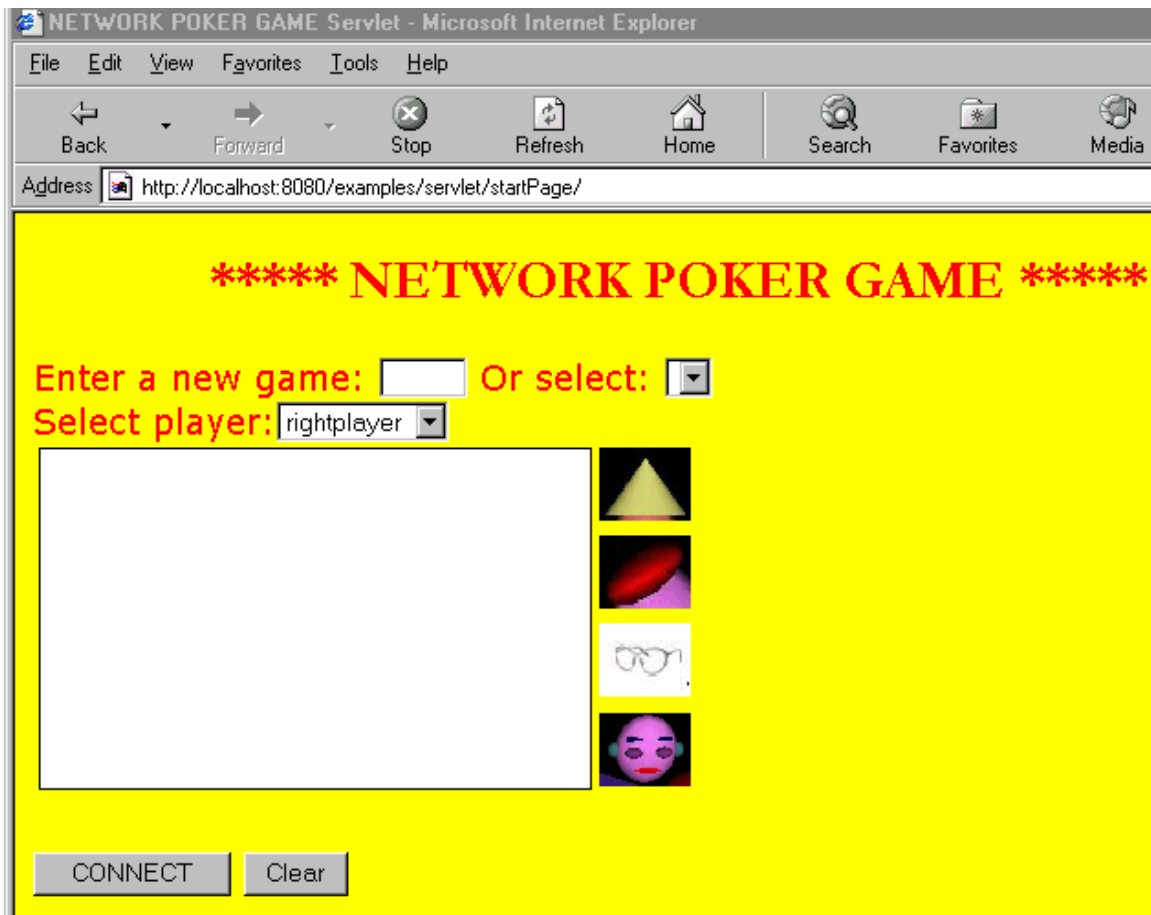 NETWORK POKER GAME Servlet - Microsoft Internet Explorer
File Edit View Favorites Tools Help
Back Forward Stop Refresh Home Search Favorites Media
Address http://localhost:8080/examples/servlet/startPage/
***** NETWORK POKER GAME *****
Enter a new game: Or select:
Select player: rightplayer
CONNECT Clear